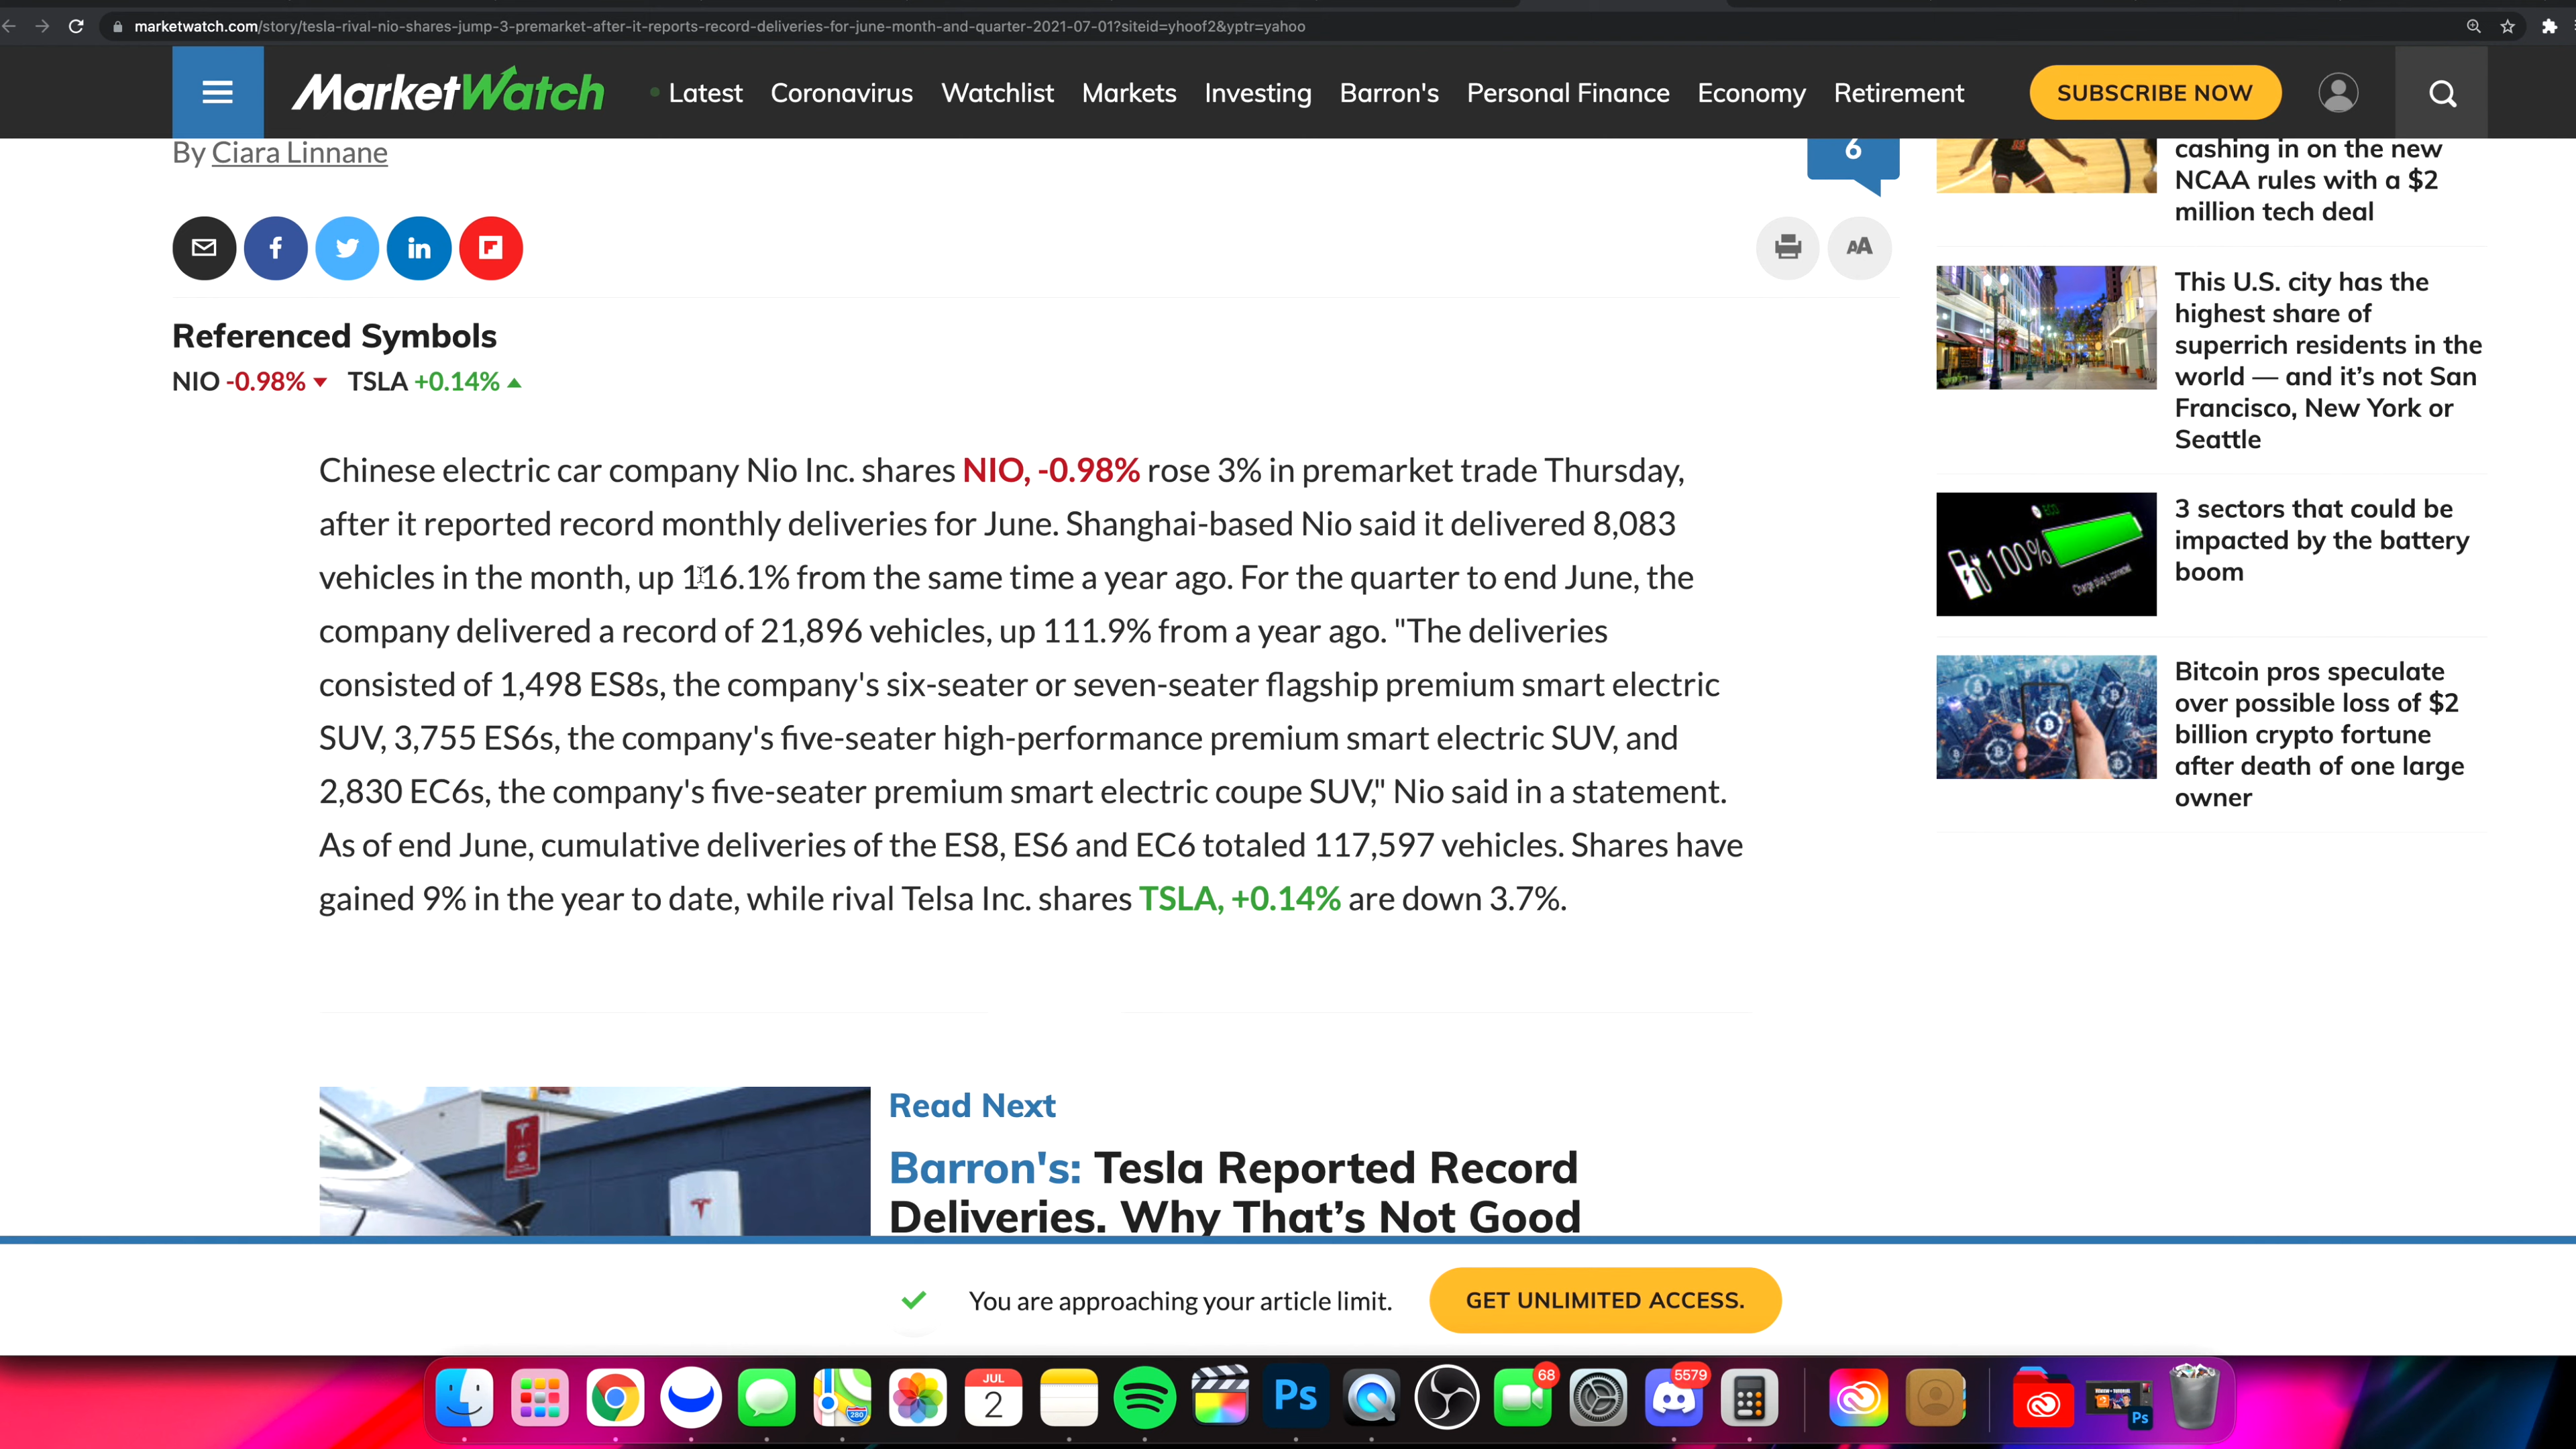 marketwatch.com/story/tesla-rival-nio-shares-jump-3-premarket-after-it-reports-record-deliveries-for-june-month-and-quarter-2021-07-01?siteid=yhoof2&yptr=yahoo
MarketWatch
Latest Coronavirus Watchlist Markets Investing Barron's Personal Finance Economy Retirement
SUBSCRIBE NOW
By Ciara Linnane
6
AA
Referenced Symbols
NIO -0.98% TSLA +0.14%
Chinese electric car company Nio Inc. shares NIO, -0.98% rose 3% in premarket trade Thursday,
after it reported record monthly deliveries for June. Shanghai-based Nio said it delivered 8,083
vehicles in the month, up 116.1% from the same time a year ago. For the quarter to end June, the
company delivered a record of 21,896 vehicles, up 111.9% from a year ago. "The deliveries
consisted of 1,498 ES8s, the company's six-seater or seven-seater flagship premium smart electric
SUV, 3,755 ES6s, the company's five-seater high-performance premium smart electric SUV, and
2,830 EC6s, the company's five-seater premium smart electric coupe SUV," Nio said in a statement.
As of end June, cumulative deliveries of the ES8, ES6 and EC6 totaled 117,597 vehicles. Shares have
gained 9% in the year to date, while rival Telsa Inc. shares TSLA, +0.14% are down 3.7%.
cashing in on the new
NCAA rules with a $2
million tech deal
This U.S. city has the
highest share of
superrich residents in the
world — and it's not San
Francisco, New York or
Seattle
100%
3 sectors that could be
impacted by the battery
boom
Bitcoin pros speculate
over possible loss of $2
billion crypto fortune
after death of one large
owner
Read Next
Barron's: Tesla Reported Record
Deliveries. Why That's Not Good
You are approaching your article limit.
GET UNLIMITED ACCESS.
280
JUL
2
Ps
68
5579
Ps